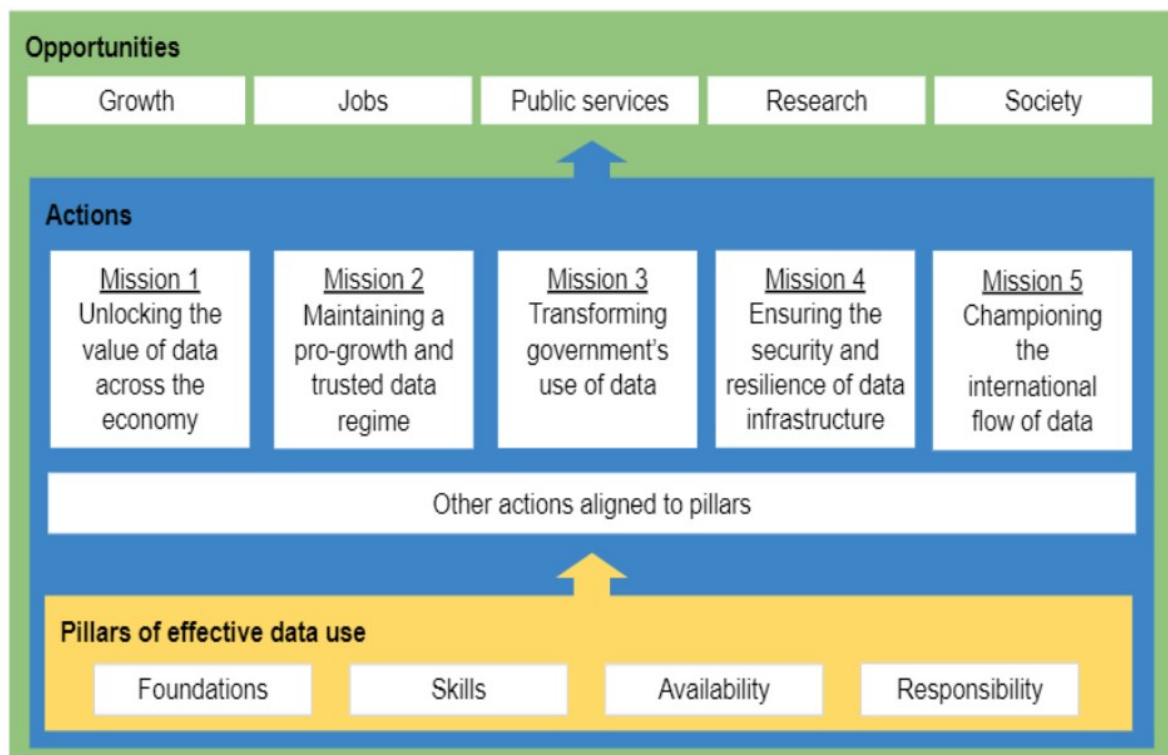 Opportunities
Growth
Jobs
Public services
Research
Society
Actions
Mission 1
Unlocking the
value of data
across the
economy
Mission 2
Maintaining a
pro-growth and
trusted data
regime
Mission 3
Transforming
government's
use of data
Mission 4
Ensuring the
security and
resilience of data
infrastructure
Mission 5
Championing
the
international
flow of data
Other actions aligned to pillars
Pillars of effective data use
Foundations
Skills
Availability
Responsibility